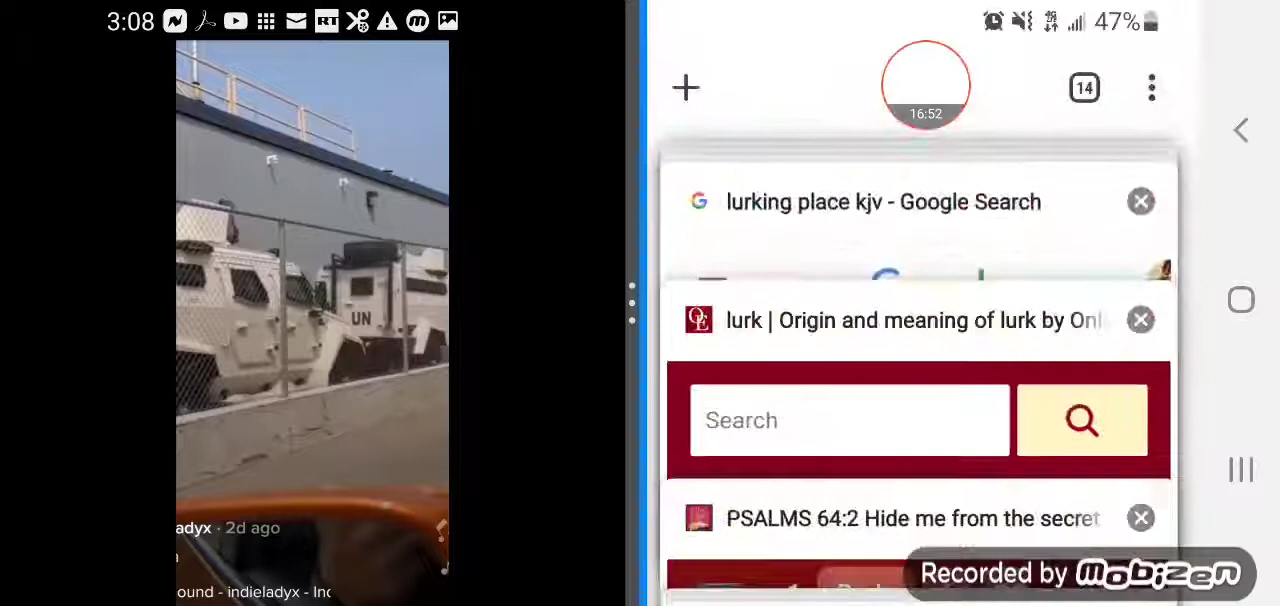 3:08
RT
47%
UN
14
16:52
lurking place kjv - Google Search
OE
lurk | Origin and meaning of lurk by Onl
Search
PSALMS 64:2 Hide me from the secret
adyx · 2d ago
ound - indieladyx - Inc
Recorded by mobizen